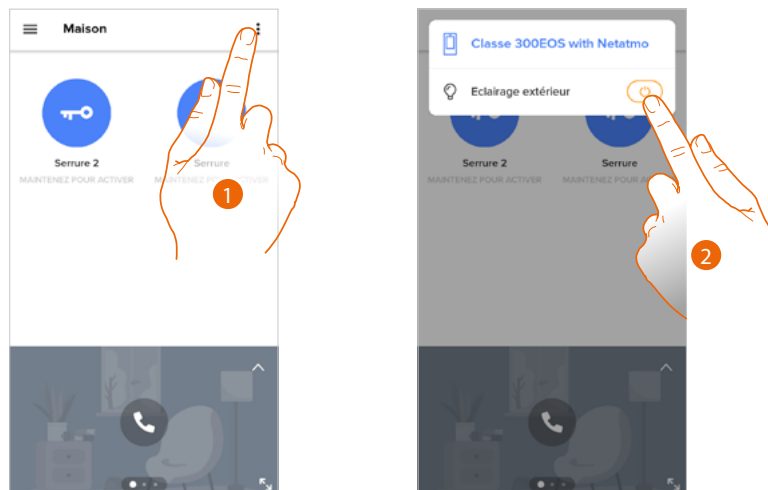 Maison
Serrure 2
Serrure
MAINTENEZ POUR ACTIVER
MAINTENEZ POUR ACTIVER
1
Classe 300EOS with Netatmo
Eclairage extérieur
Serrure 2
Serrure
MAINTENEZ POUR ACTIVER
MAINTENEZ POUR
2